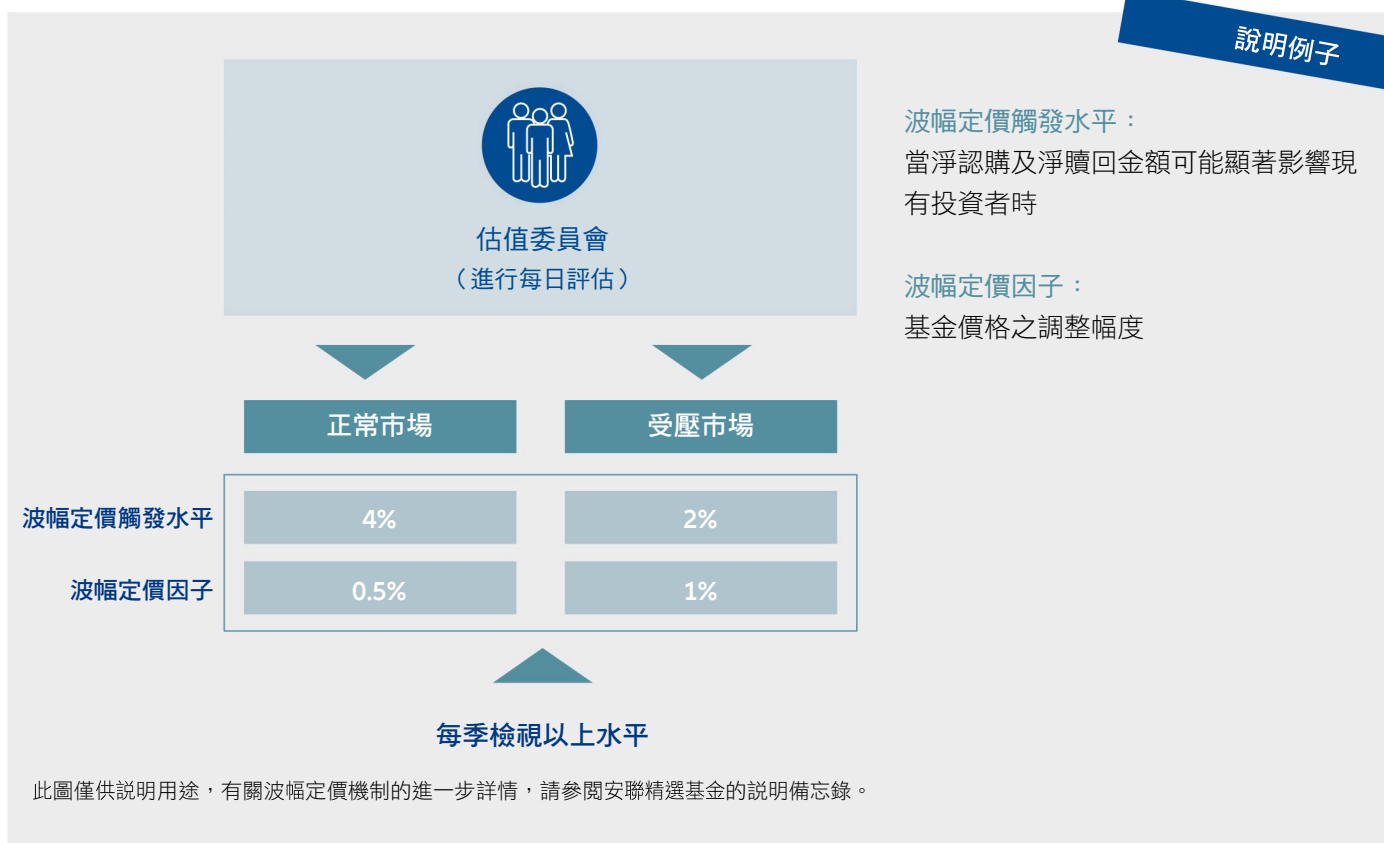 說明例子
估值委員會
（進行每日評估）
波幅定價觸發水平：
當淨認購及淨贖回金額可能顯著影響現
有投資者時
波幅定價因子：
基金價格之調整幅度
正常市場
受壓市場
波幅定價觸發水平
4%
2%
波幅定價因子
0.5%
1%
每季檢視以上水平
此圖僅供説明用途，有關波幅定價機制的進一步詳情，請參閱安聯精選基金的説明備忘錄。